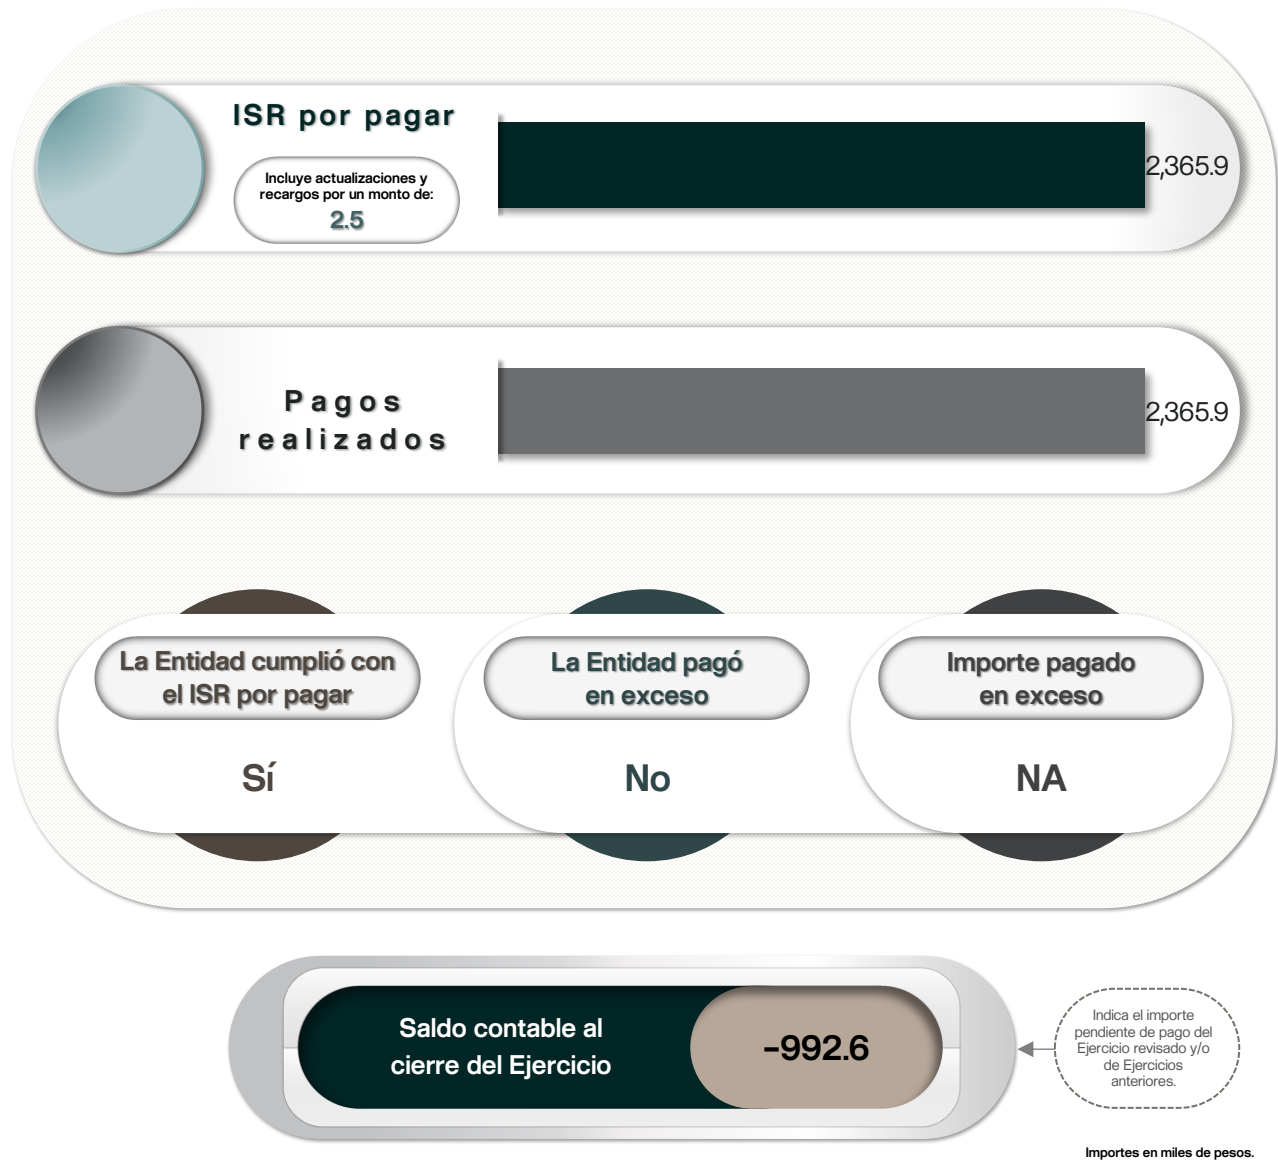 ISR por pagar
Incluye actualizaciones y
recargos por un monto de:
2.5
2,365.9
Pagos
realizados
2,365.9
La Entidad cumplió con
el ISR por pagar
Sí
La Entidad pagó
en exceso
No
Importe pagado
en exceso
NA
Saldo contable al
cierre del Ejercicio
-992.6
Indica el importe
pendiente de pago del
Ejercicio revisado y/o
de Ejercicios
anteriores.
Importes en miles de pesos.